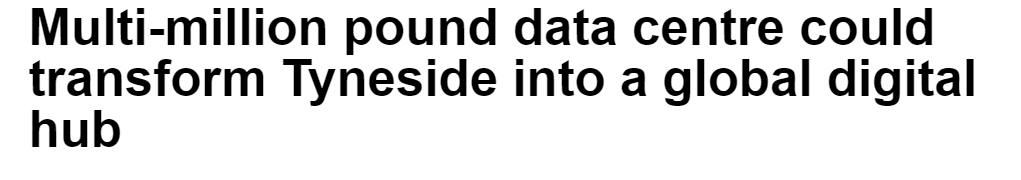 Multi-million pound data centre could
transform Tyneside into a global digital
hub